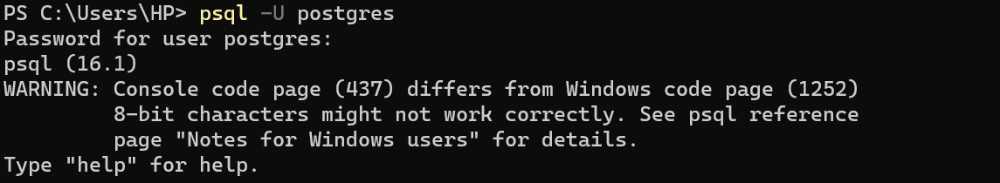 PS C:\Users\HP> psql -U postgres
Password for user postgres:
psql (16.1)
WARNING: Console code page (437) differs from Windows code page (1252)
         8-bit characters might not work correctly. See psql reference
         page "Notes for Windows users" for details.
Type "help" for help.